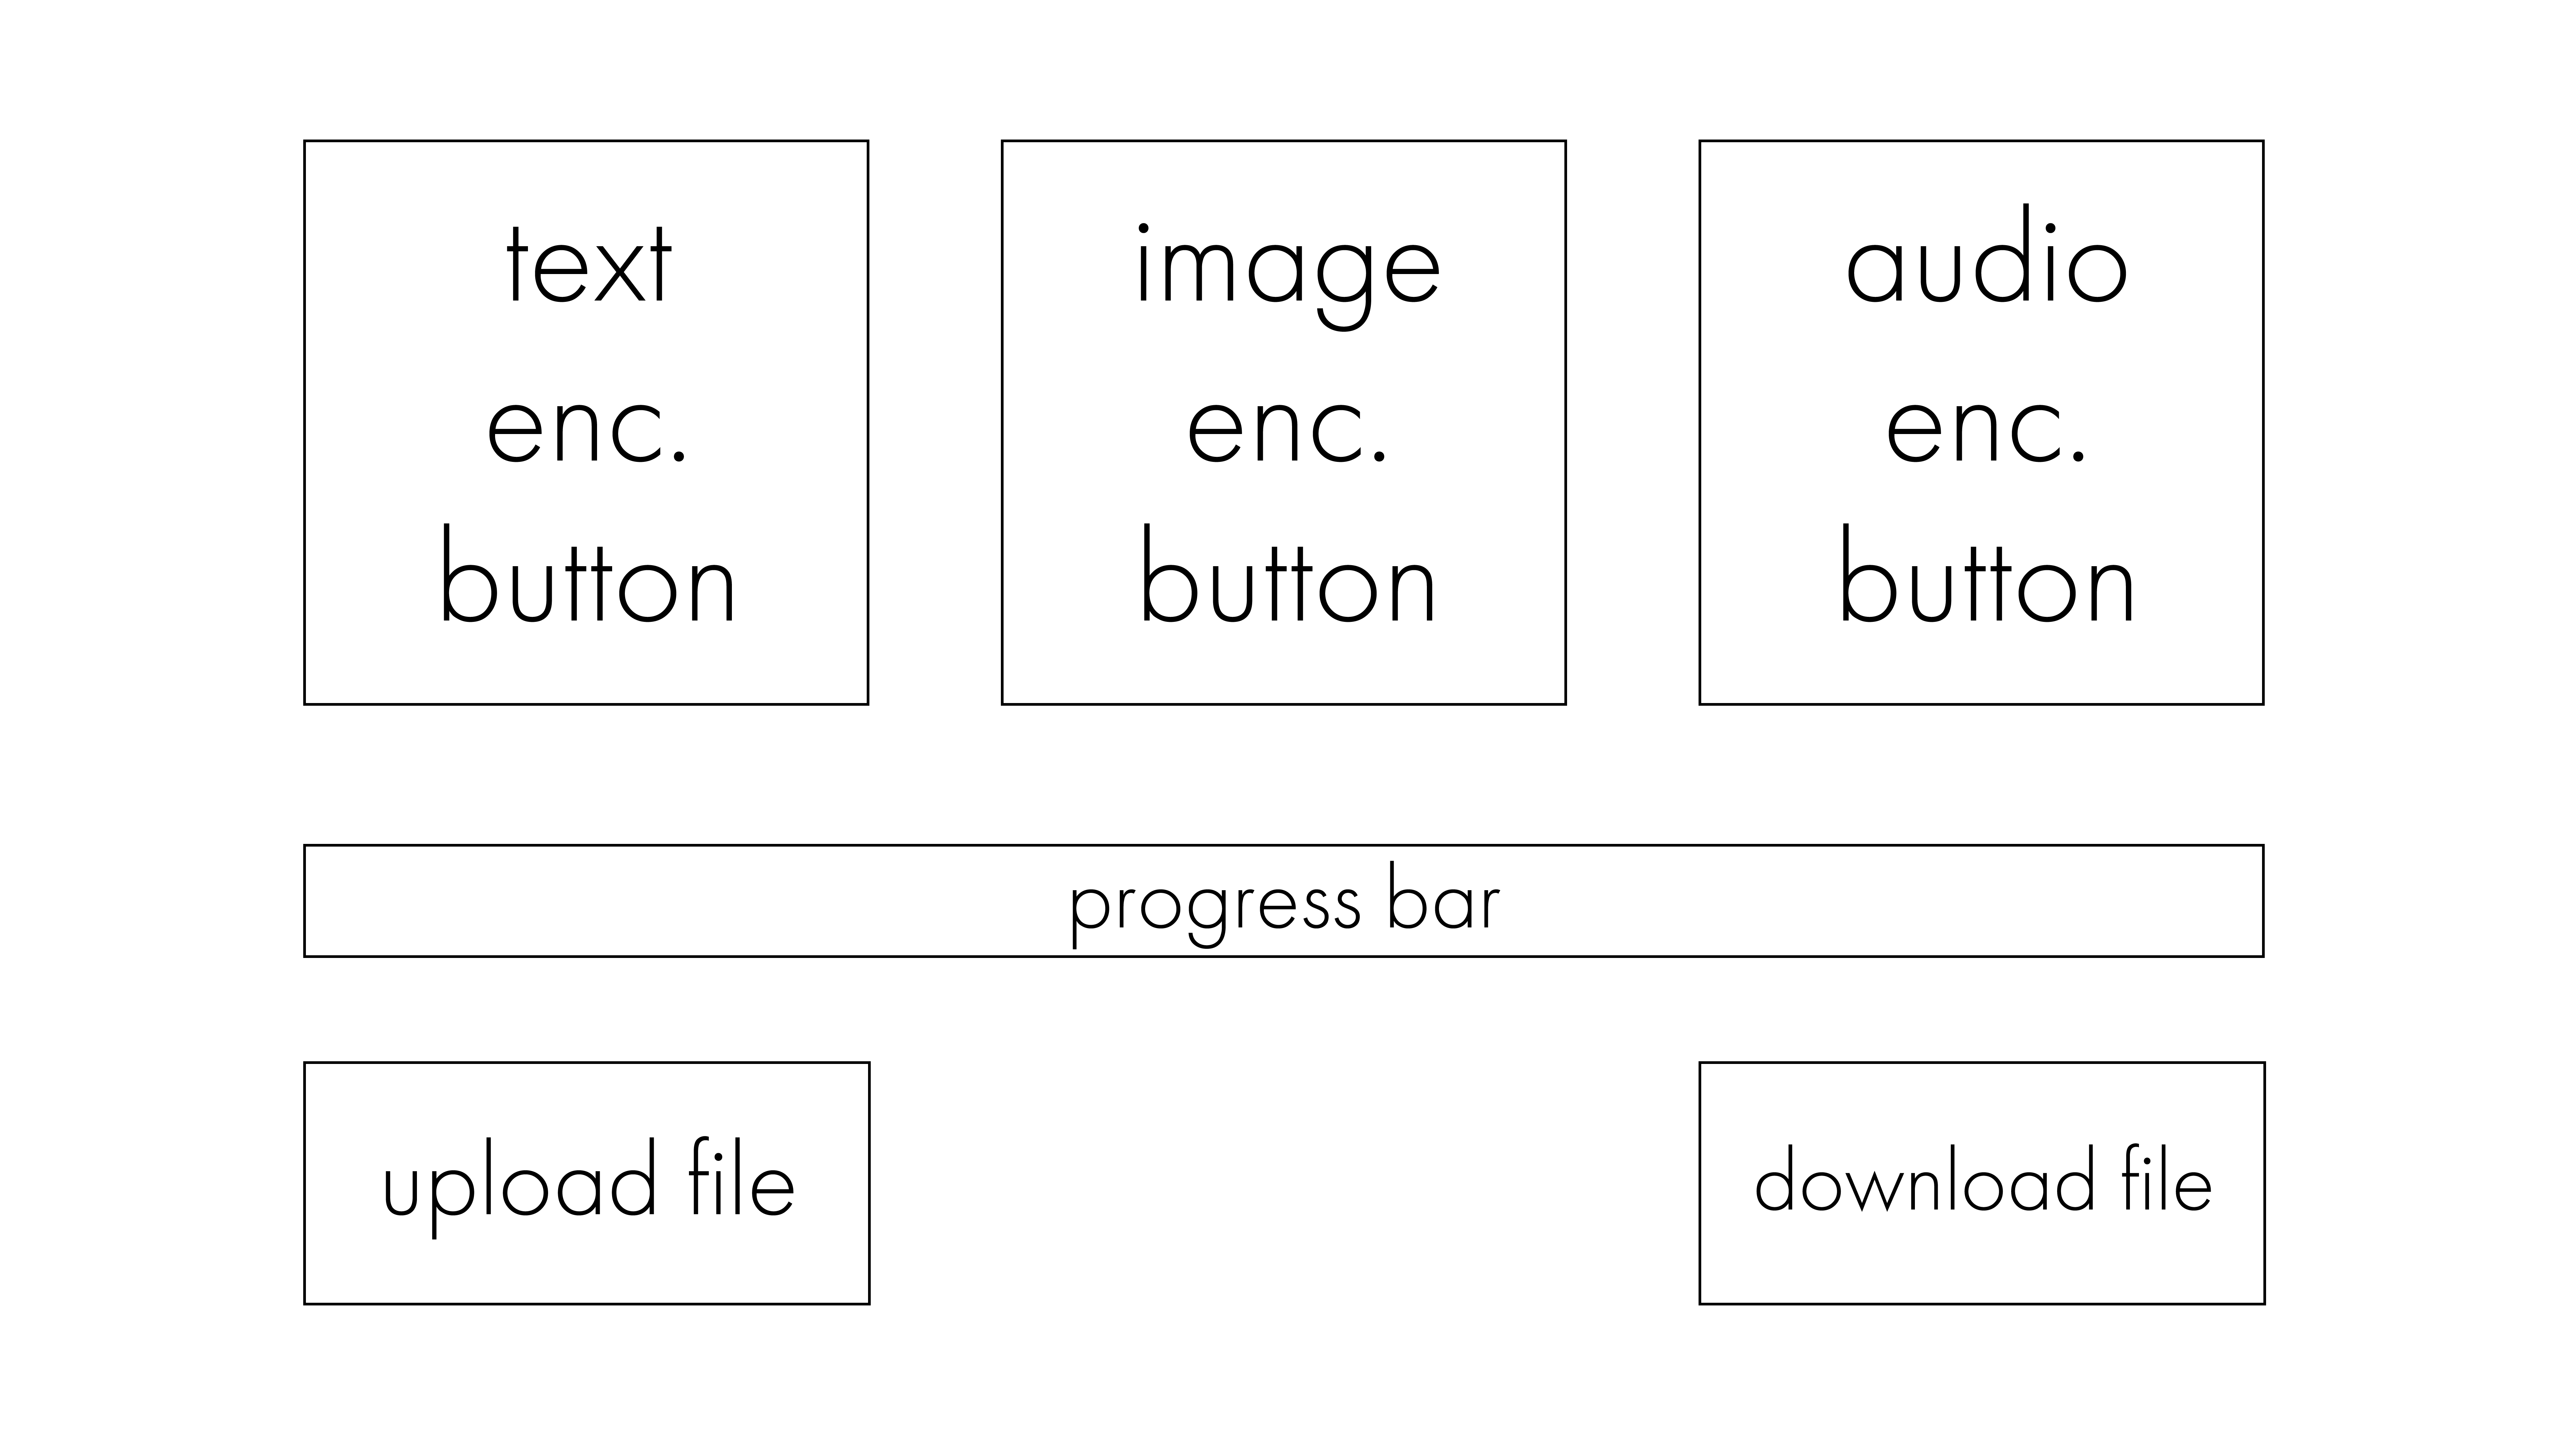 text
enc.
button
image
enc.
button
audio
enc.
button
progress bar
upload file
download file